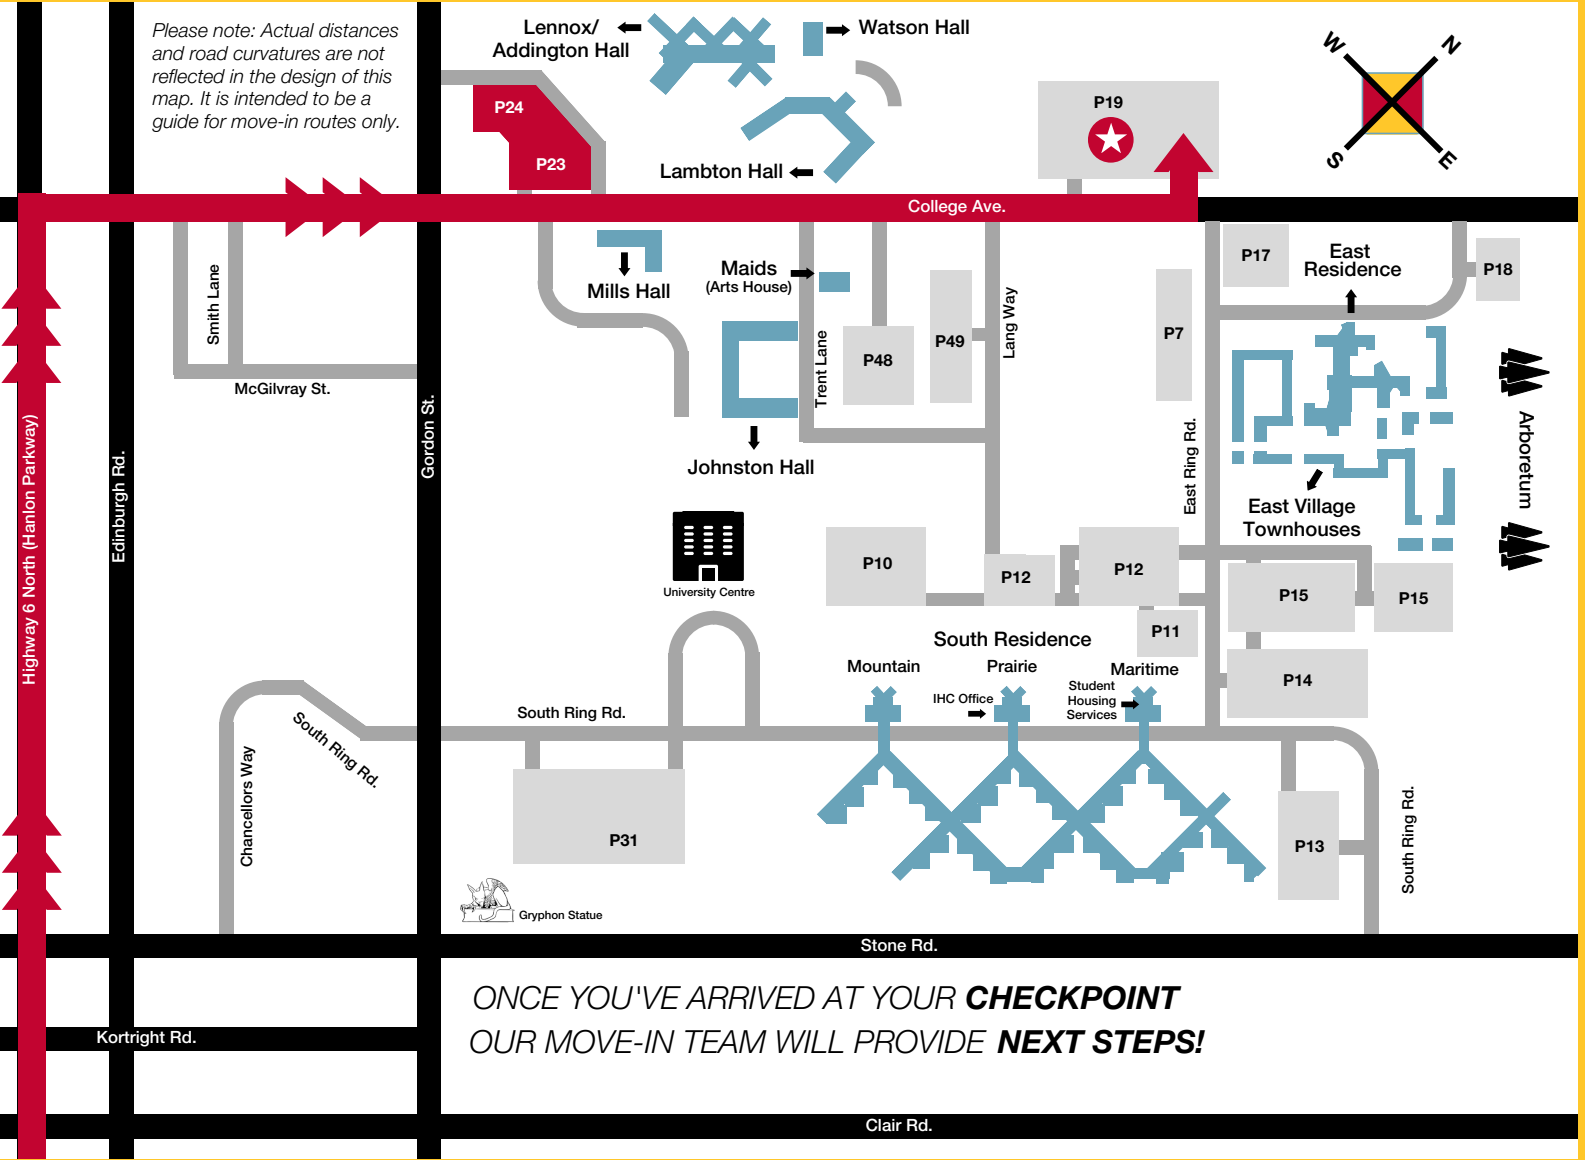 Please note: Actual distances
and road curvatures are not
reflected in the design of this
map. It is intended to be a
guide for move-in routes only.
Lennox/
Addington Hall
Watson Hall
Lambton Hall
P24
P23
P19
W
N
S
E
College Ave.
Smith Lane
McGilvray St.
Mills Hall
Maids
(Arts House)
Trent Lane
P48
P49
Lang Way
P7
P17
East
Residence
P18
Johnston Hall
Gordon St.
Edinburgh Rd.
Highway 6 North (Hanlon Parkway)
East Ring Rd.
East Village
Townhouses
Arboretum
University Centre
P10
P12
P12
P11
P15
P15
P14
South Residence
Mountain
Prairie
Maritime
IHC Office
Student
Housing
Services
South Ring Rd.
South Ring Rd.
Chancellors Way
P31
P13
South Ring Rd.
Gryphon Statue
Stone Rd.
ONCE YOU'VE ARRIVED AT YOUR CHECKPOINT
OUR MOVE-IN TEAM WILL PROVIDE NEXT STEPS!
Kortright Rd.
Clair Rd.